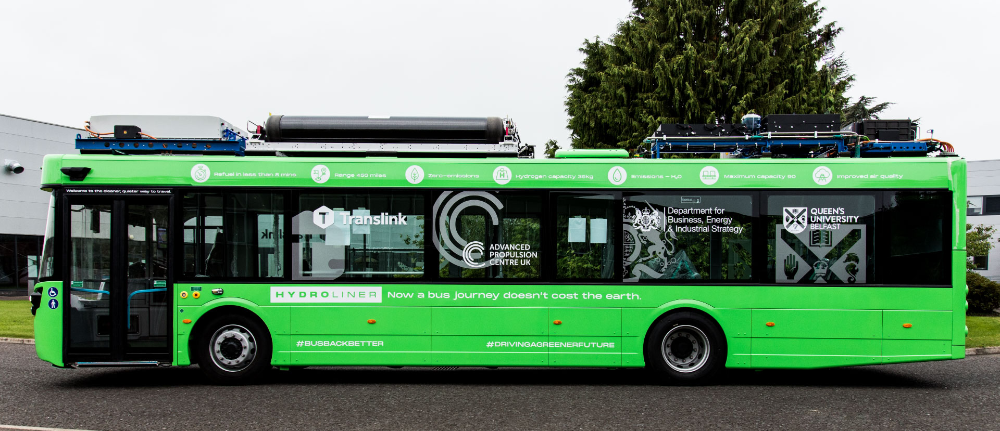 Refuel in less than 8 mins
Range 450 miles
Zero-emissions
Hydrogen capacity 35kg
Emissions – H₂O
Maximum capacity 90
Improved air quality
Welcome to the cleaner, quieter way to travel.
T Translink
ADVANCED
PROPULSION
CENTRE UK
Department for
Business, Energy
& Industrial Strategy
QUEEN'S
UNIVERSITY
BELFAST
HYDROLINER Now a bus journey doesn't cost the earth.
#BUSBACKBETTER
#DRIVINGAGREENERFUTURE